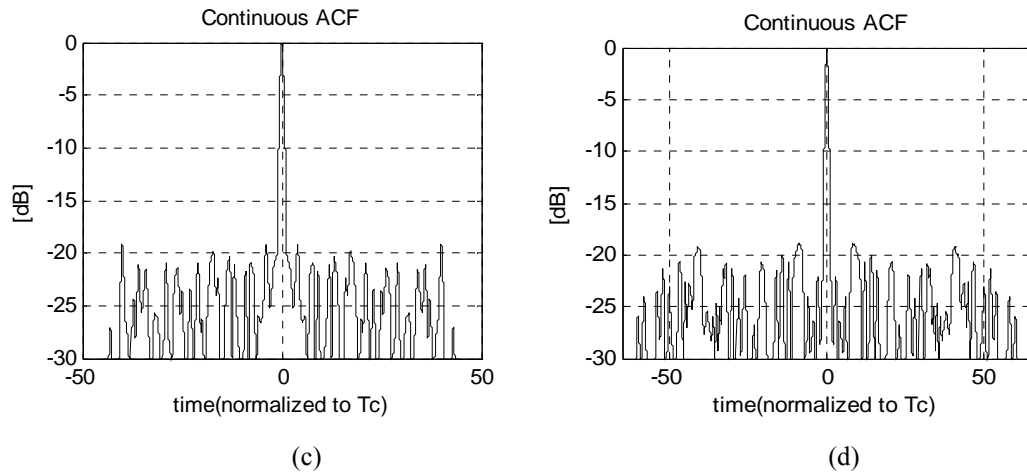 Continuous ACF
0
-5
-10
-15
-20
-25
-30
[dB]
-50
0
50
time(normalized to Tc)
(c)
Continuous ACF
0
-5
-10
-15
-20
-25
-30
[dB]
-50
0
50
time(normalized to Tc)
(d)